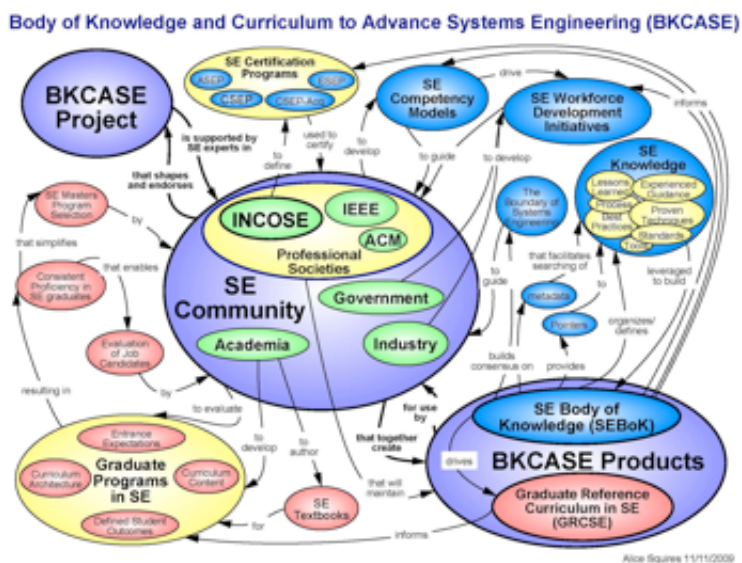 Body of Knowledge and Curriculum to Advance Systems Engineering (BKCASE)
BKCASE
Project
SE Certification
Programs
ASEP
ESEP
CSEP
CSEP-Acq
SE
Competency
Models
drive
SE Workforce
Development
Initiatives
informs
is supported by
SE experts in
used to
certify
to
develop
to
define
to guide
to develop
that shapes
and endorses
SE
Knowledge
Lessons
Learned
Experienced
Guidance
Process
Best
Practices
Proven
Techniques
Standards
Tools
SE Masters
Program
Selection
by
The
Boundary of
Systems
Engineering
INCOSE
IEEE
ACM
Professional
Societies
that simplifies
Consistent
Proficiency in
SE graduates
that enables
SE
Community
Government
Industry
Academia
to
guide
that facilitates
searching of
metadata
to
Pointers
leveraged
to build
organizes/
defines
Evaluation
of Job
Candidates
by
builds
consensus on
provides
resulting in
to evaluate
to
develop
to
author
that together
create
for use
by
SE Body of
Knowledge (SEBoK)
BKCASE Products
drives
Graduate Reference
Curriculum in SE
(GRCSE)
Entrance
Expectations
Curriculum
Architecture
Graduate
Programs
in SE
Curriculum
Content
Defined Student
Outcomes
for
SE
Textbooks
that will
maintain
informs
Alice Squires 11/11/2009